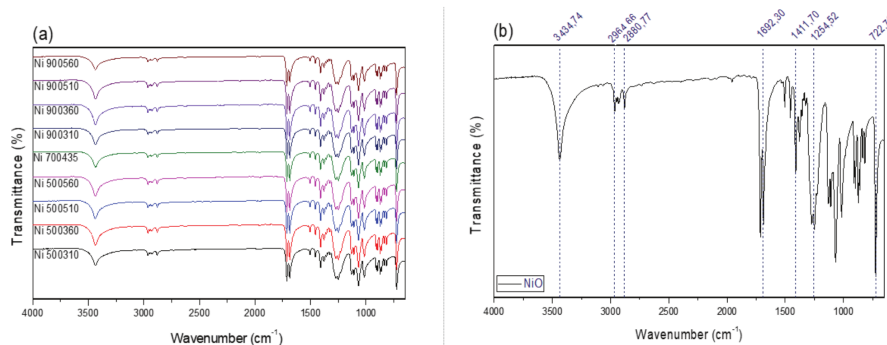 (a)
Ni 900560
Ni 900510
Ni 900360
Ni 900310
Ni 700435
Ni 500560
Ni 500510
Ni 500360
Ni 500310
Transmittance (%)
4000 3500 3000 2500 2000 1500 1000
Wavenumber (cm⁻¹)
(b)
3434,74
2964,66
2880,77
1692,30
1411,70
1254,52
722,7
Transmittance (%)
NiO
4000 3500 3000 2500 2000 1500 1000
Wavenumber (cm⁻¹)